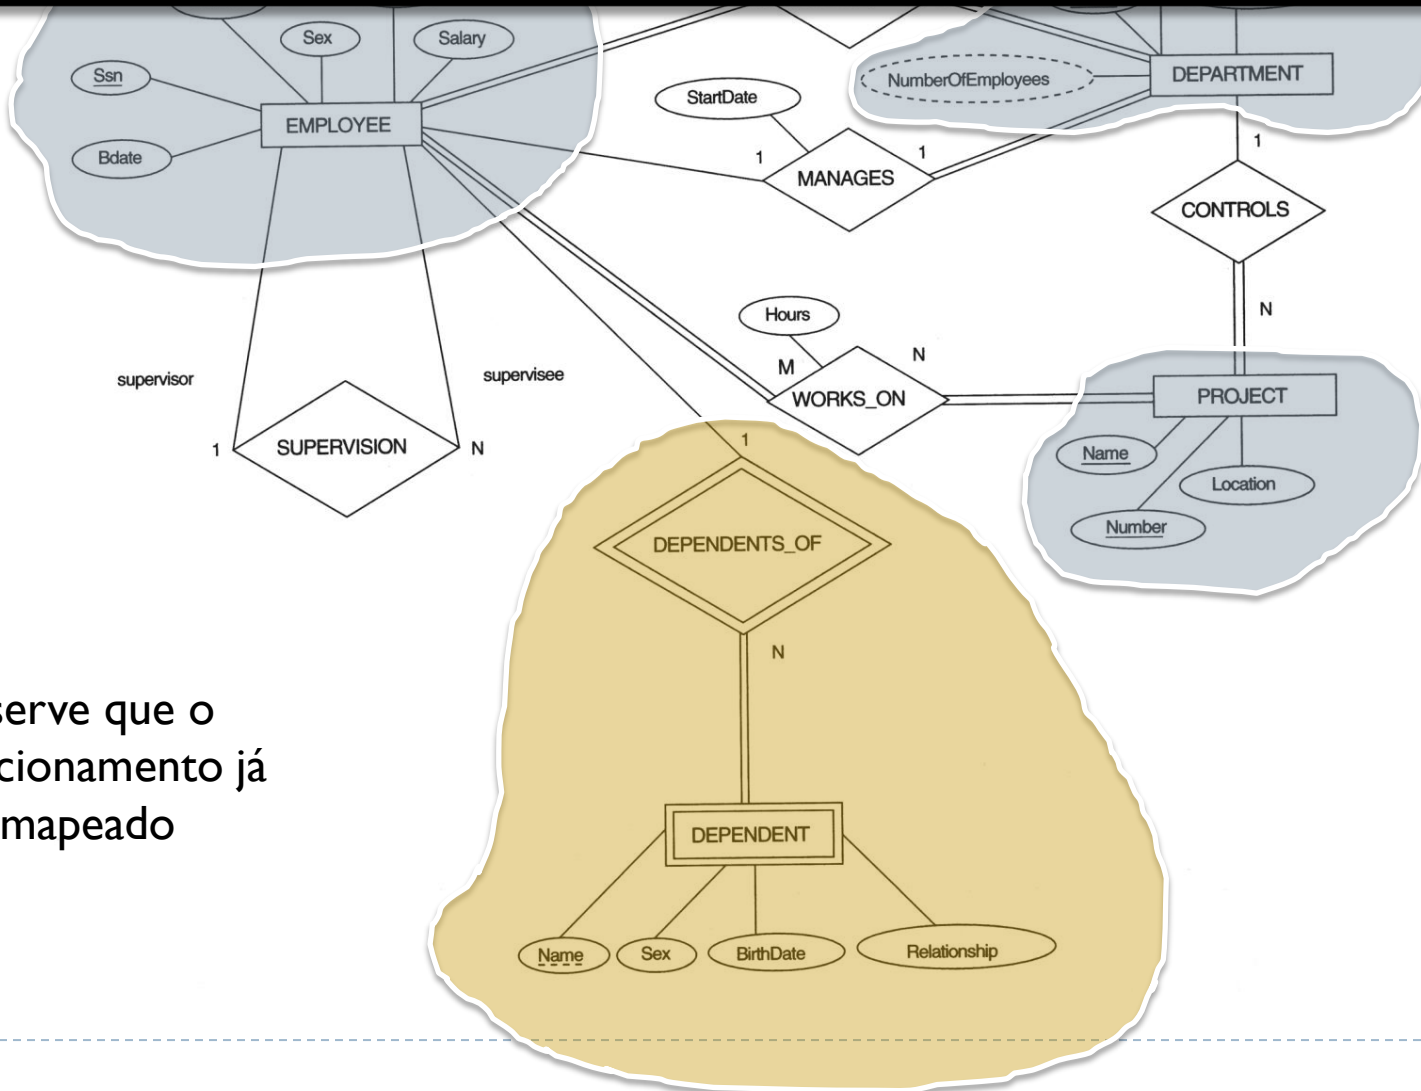 Sex
Salary
Ssn
EMPLOYEE
Bdate
NumberOfEmployees
DEPARTMENT
StartDate
1
1
MANAGES
1
CONTROLS
N
Hours
M
N
WORKS_ON
PROJECT
Name
Location
Number
supervisor
supervisee
1
SUPERVISION
N
1
DEPENDENTS_OF
N
serve que o
cionamento já
mapeado
DEPENDENT
Name
Sex
BirthDate
Relationship